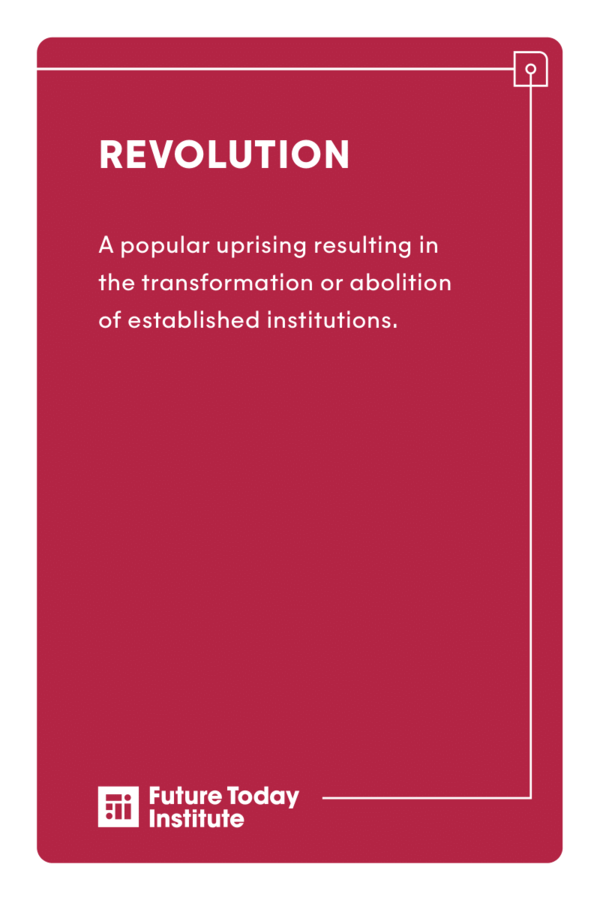 REVOLUTION
A popular uprising resulting in
the transformation or abolition
of established institutions.
Future Today
Institute